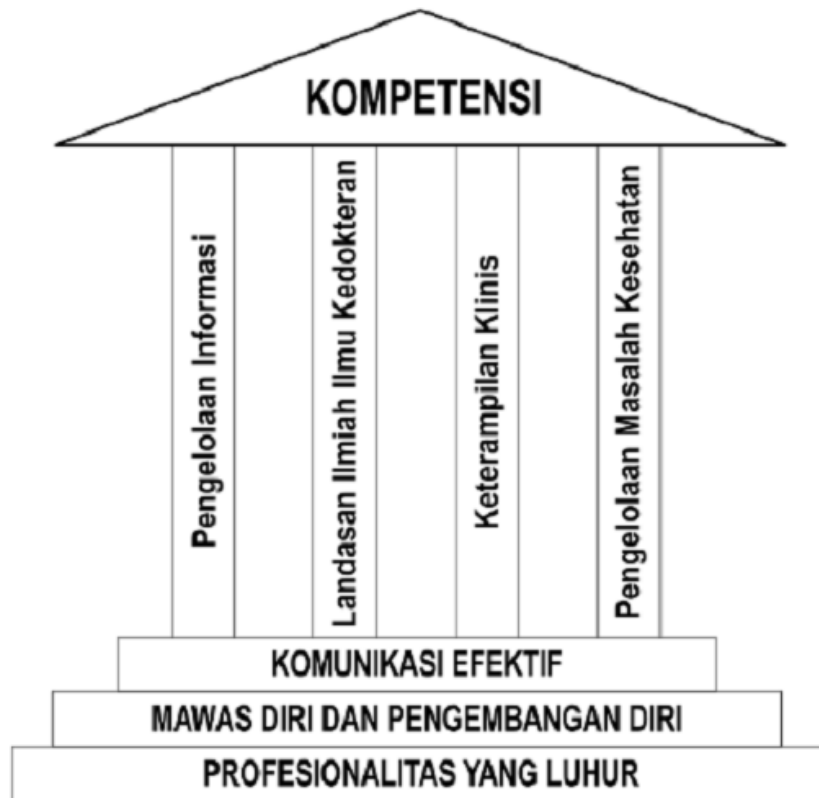 KOMPETENSI
Pengelolaan Informasi
Landasan Ilmiah Ilmu Kedokteran
Keterampilan Klinis
Pengelolaan Masalah Kesehatan
KOMUNIKASI EFEKTIF
MAWAS DIRI DAN PENGEMBANGAN DIRI
PROFESIONALITAS YANG LUHUR